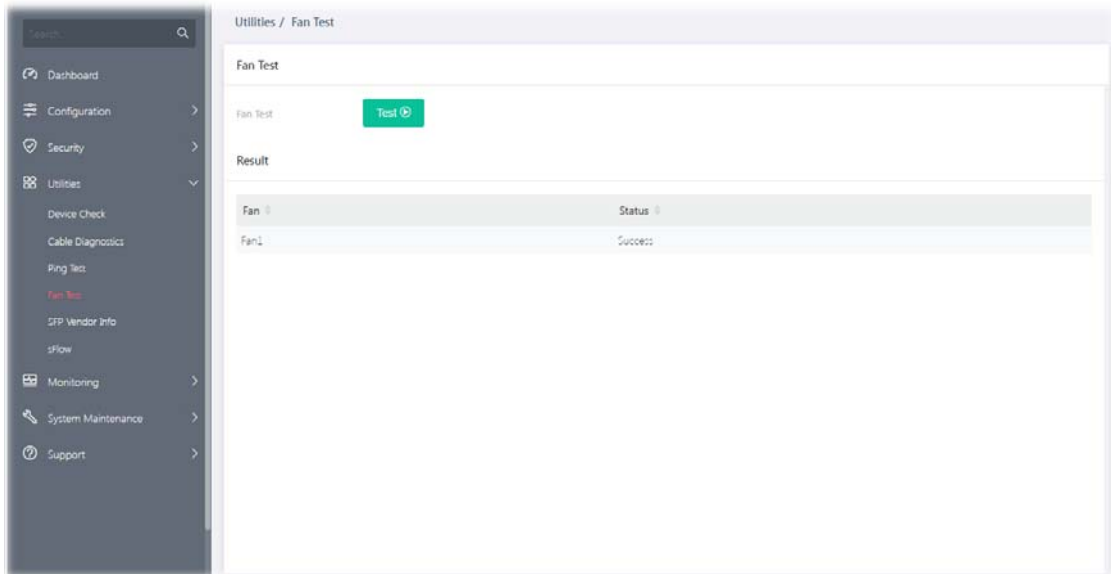 Search...
Dashboard
Configuration
Security
Utilities
Device Check
Cable Diagnostics
Ping Test
Fan Test
SFP Vendor Info
sFlow
Monitoring
System Maintenance
Support
Utilities / Fan Test
Fan Test
Fan Test Test
Result
Fan Status
Fan1 Success